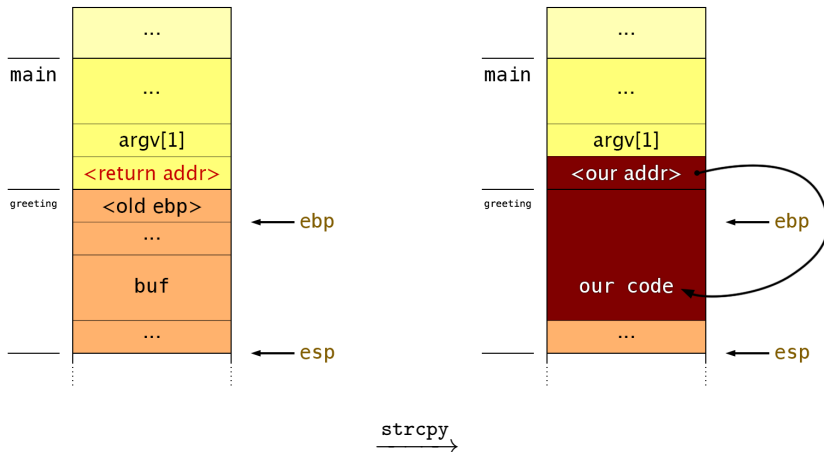 ...
main
...
argv[1]
<return addr>
greeting
<old ebp>
ebp
...
buf
...
esp
...
main
...
argv[1]
<our addr>
greeting
ebp
our code
...
esp
strcpy